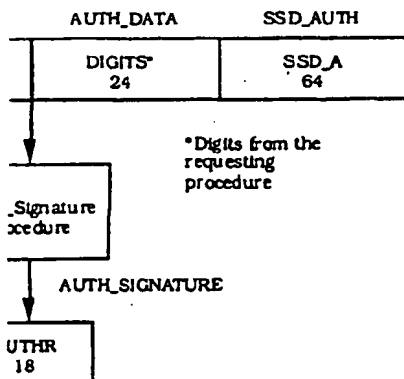 AUTH_DATA SSD_AUTH
DIGITS* SSD_A
24 64
*Digits from the
requesting
procedure
_Signature
ocedure
AUTH_SIGNATURE
UTHR
18